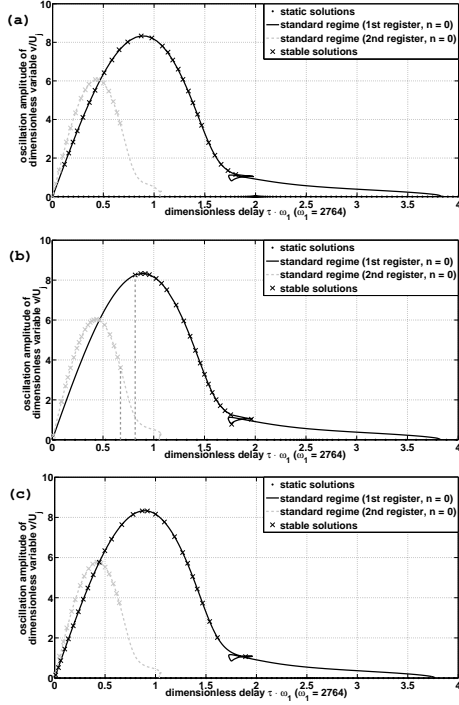 (a)
10
8
6
4
2
0
oscillation amplitude of
dimensionless variable v/Uj
static solutions
standard regime (1st register, n = 0)
standard regime (2nd register, n = 0)
stable solutions
0 0.5 1 1.5 2 2.5 3 3.5 4
dimensionless delay τ · ω₁ (ω₁ = 2764)
(b)
10
8
6
4
2
0
oscillation amplitude of
dimensionless variable v/Uj
static solutions
standard regime (1st register, n = 0)
standard regime (2nd register, n = 0)
stable solutions
0 0.5 1 1.5 2 2.5 3 3.5 4
dimensionless delay τ · ω₁ (ω₁ = 2764)
(c)
10
8
6
4
2
0
oscillation amplitude of
dimensionless variable v/Uj
static solutions
standard regime (1st register, n = 0)
standard regime (2nd register, n = 0)
stable solutions
0 0.5 1 1.5 2 2.5 3 3.5 4
dimensionless delay τ · ω₁ (ω₁ = 2764)